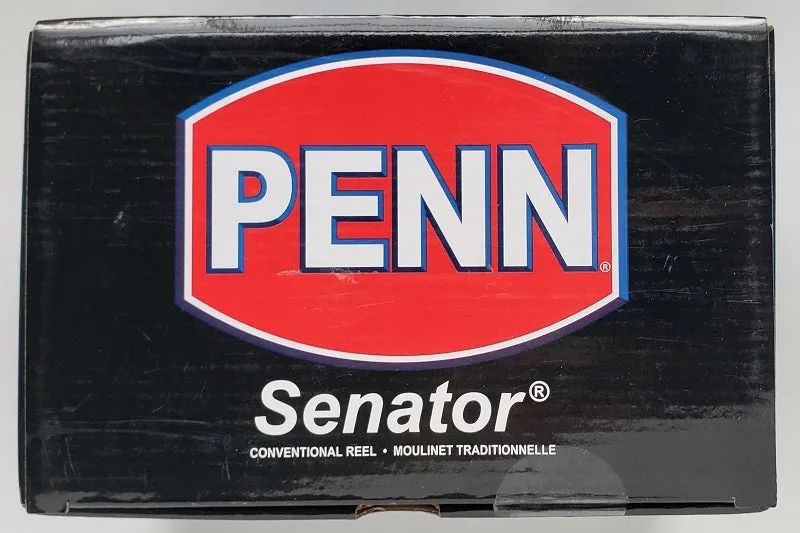 PENN®
Senator®
CONVENTIONAL REEL • MOULINET TRADITIONNELLE